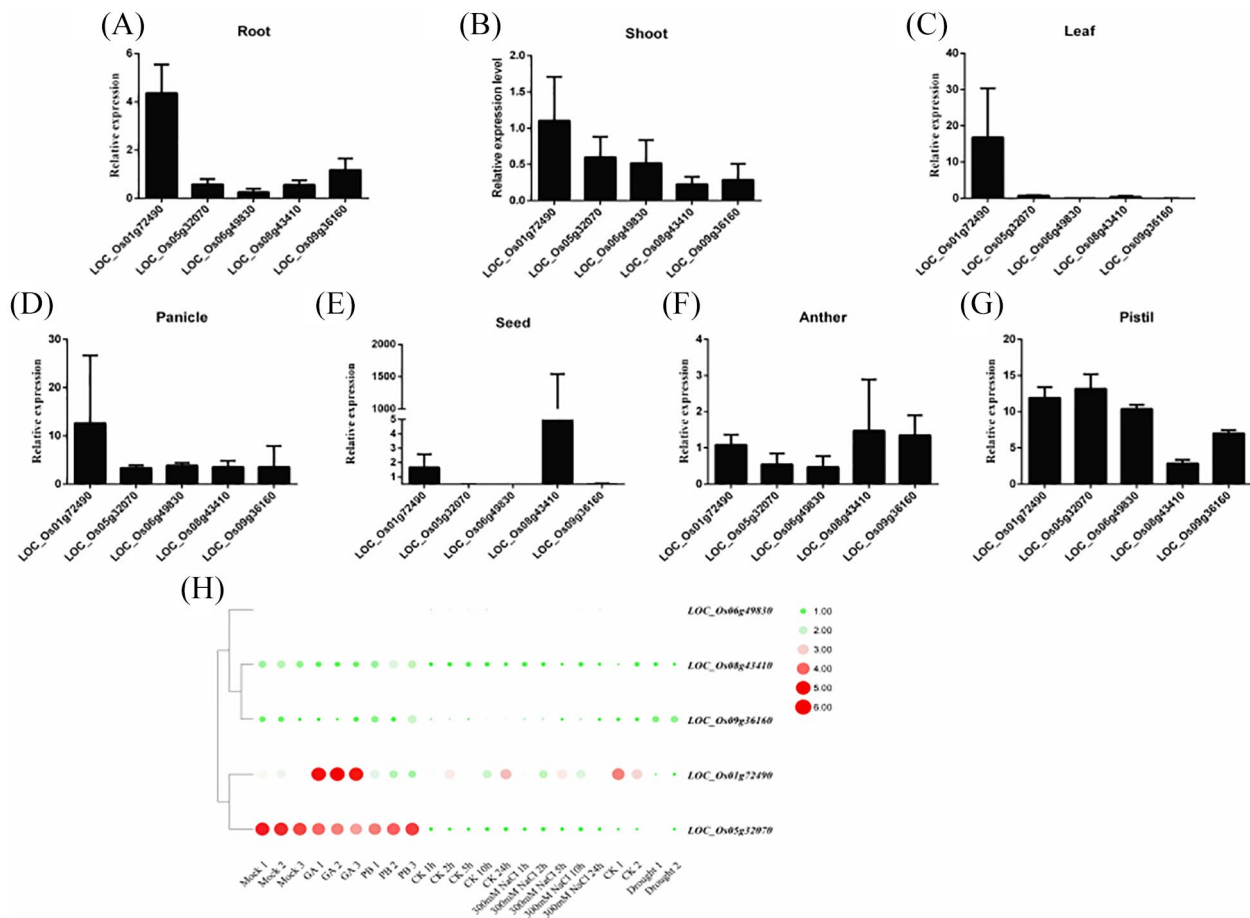 (A)
Root
Relative expression
6
4
2
0
LOC_Os01g72490
LOC_Os05g32070
LOC_Os06g49830
LOC_Os08g43410
LOC_Os09g36160
(B)
Shoot
Relative expression level
2.0
1.5
1.0
0.5
0.0
LOC_Os01g72490
LOC_Os05g32070
LOC_Os06g49830
LOC_Os08g43410
LOC_Os09g36160
(C)
Leaf
Relative expression
40
30
20
10
0
LOC_Os01g72490
LOC_Os05g32070
LOC_Os06g49830
LOC_Os08g43410
LOC_Os09g36160
(D)
Panicle
Relative expression
30
20
10
0
LOC_Os01g72490
LOC_Os05g32070
LOC_Os06g49830
LOC_Os08g43410
LOC_Os09g36160
(E)
Seed
Relative expression
2000
1500
1000
5
4
3
2
1
LOC_Os01g72490
LOC_Os05g32070
LOC_Os06g49830
LOC_Os08g43410
LOC_Os09g36160
(F)
Anther
Relative expression
4
3
2
1
0
LOC_Os01g72490
LOC_Os05g32070
LOC_Os06g49830
LOC_Os08g43410
LOC_Os09g36160
(G)
Pistil
Relative expression
20
15
10
5
0
LOC_Os01g72490
LOC_Os05g32070
LOC_Os06g49830
LOC_Os08g43410
LOC_Os09g36160
(H)
LOC_Os06g49830
LOC_Os08g43410
LOC_Os09g36160
LOC_Os01g72490
LOC_Os05g32070
1.00
2.00
3.00
4.00
5.00
6.00
Mock 1
Mock 2
Mock 3
GA 1
GA 2
GA 3
PB 1
PB 2
PB 3
CK 1h
CK 2h
CK 5h
CK 10h
CK 24h
300mM NaCl 1h
300mM NaCl 2h
300mM NaCl 5h
300mM NaCl 10h
300mM NaCl 24h
CK 1
CK 2
Drought 1
Drought 2